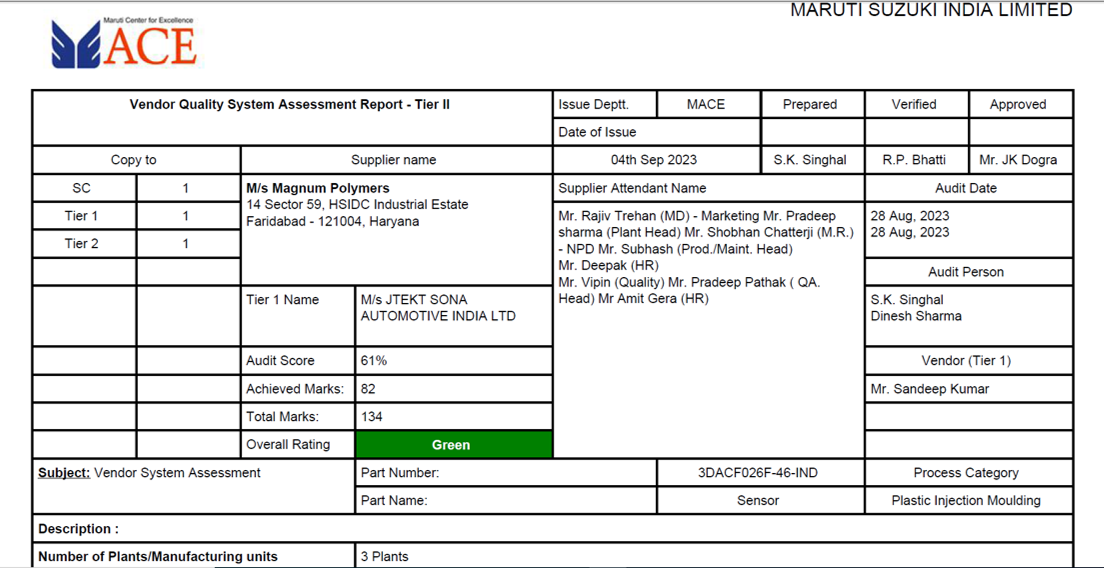 MARUTI SUZUKI INDIA LIMITED
Maruti Center for Excellence
MACE
Vendor Quality System Assessment Report - Tier II
Issue Deptt.
MACE
Prepared
Verified
Approved
Date of Issue
Copy to
Supplier name
04th Sep 2023
S.K. Singhal
R.P. Bhatti
Mr. JK Dogra
SC
1
M/s Magnum Polymers
14 Sector 59, HSIDC Industrial Estate
Faridabad - 121004, Haryana
Supplier Attendant Name
Audit Date
Tier 1
1
Tier 2
1
Mr. Rajiv Trehan (MD) - Marketing Mr. Pradeep
sharma (Plant Head) Mr. Shobhan Chatterji (M.R.)
- NPD Mr. Subhash (Prod./Maint. Head)
Mr. Deepak (HR)
Mr. Vipin (Quality) Mr. Pradeep Pathak ( QA.
Head) Mr Amit Gera (HR)
28 Aug, 2023
28 Aug, 2023
Audit Person
Tier 1 Name
M/s JTEKT SONA
AUTOMOTIVE INDIA LTD
S.K. Singhal
Dinesh Sharma
Audit Score
61%
Vendor (Tier 1)
Achieved Marks:
82
Mr. Sandeep Kumar
Total Marks:
134
Overall Rating
Green
Subject: Vendor System Assessment
Part Number:
3DACF026F-46-IND
Process Category
Part Name:
Sensor
Plastic Injection Moulding
Description :
Number of Plants/Manufacturing units
3 Plants